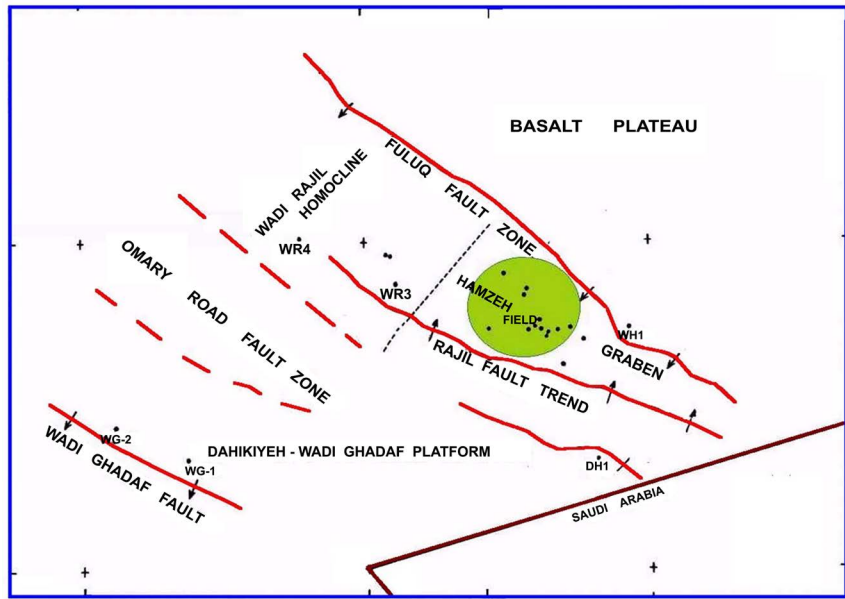 BASALT PLATEAU
FULUQ FAULT ZONE
WADI RAJIL
HOMOCLINE
WR4
OMARY ROAD FAULT ZONE
WR3
HAMZEH
FIELD
WH1
GRABEN
RAJIL FAULT TREND
WG-2
WADI GHADAF FAULT
WG-1
DAHIKIYEH - WADI GHADAF PLATFORM
DH1
SAUDI ARABIA